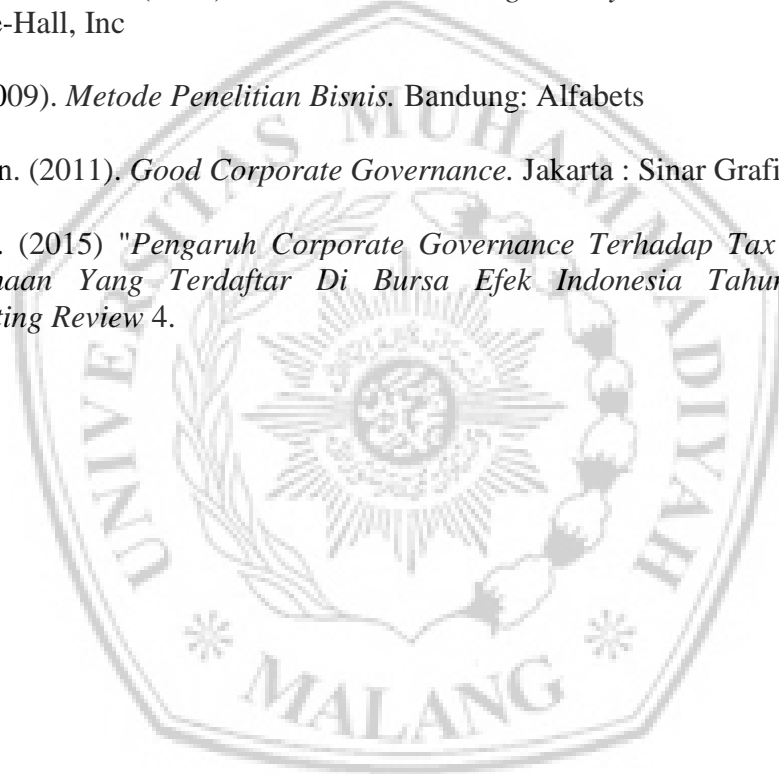 e-Hall, Inc
009). Metode Penelitian Bisnis. Bandung: Alfabets
n. (2011). Good Corporate Governance. Jakarta : Sinar Grafi
. (2015) "Pengaruh Corporate Governance Terhadap Tax
naan Yang Terdaftar Di Bursa Efek Indonesia Tahun
ting Review 4.
UNIVERSITAS MUHAMMADIYAH
MALANG